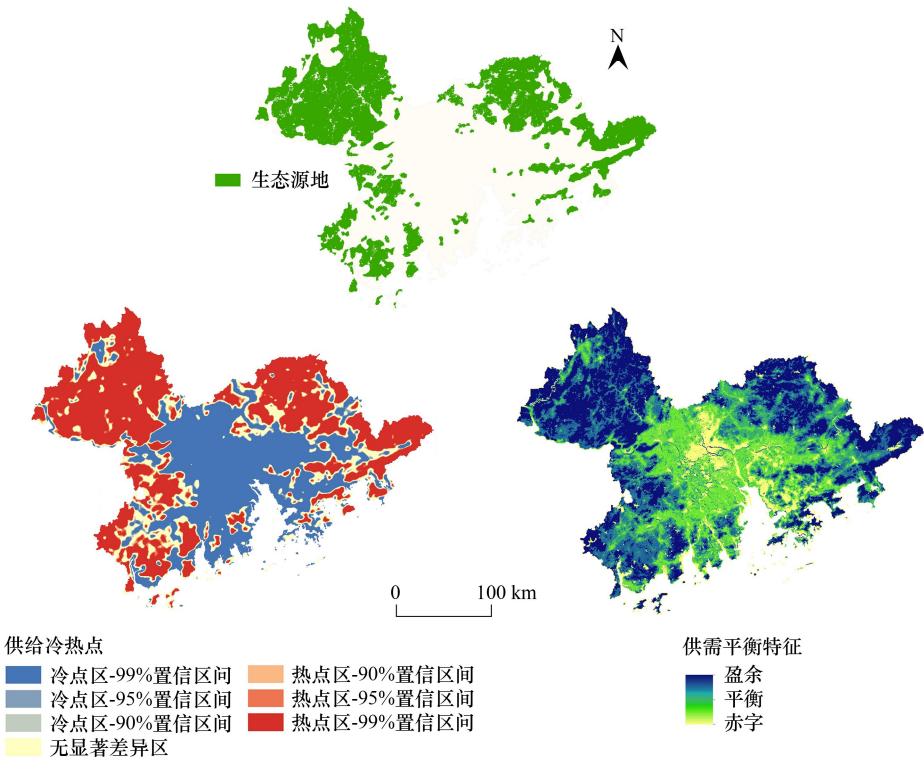 N
生态源地
0 100 km
供给冷热点
冷点区-99%置信区间
热点区-90%置信区间
冷点区-95%置信区间
热点区-95%置信区间
冷点区-90%置信区间
热点区-99%置信区间
无显著差异区
供需平衡特征
盈余
平衡
赤字